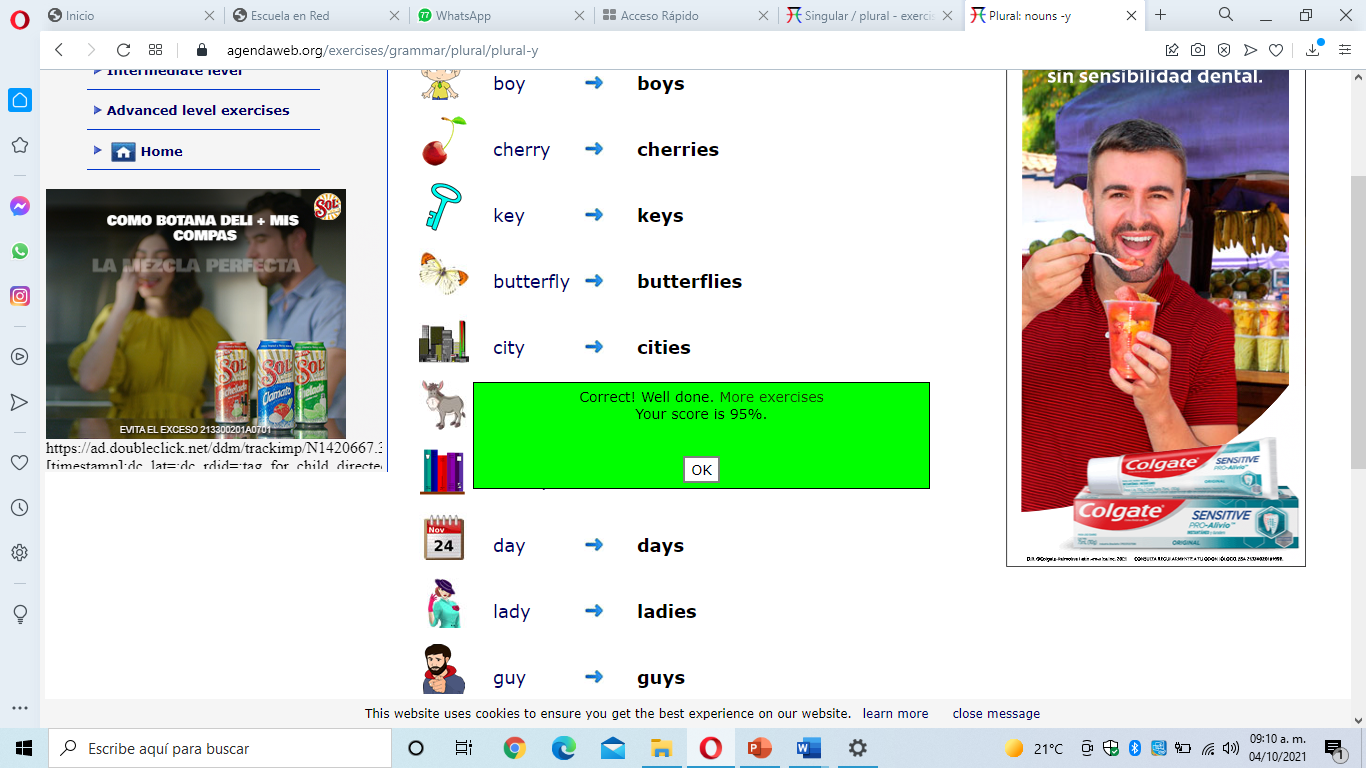 Inicio
Escuela en Red
77
WhatsApp
Acceso Rápido
Singular / plural - exercis
Plural: nouns -y
agendaweb.org/exercises/grammar/plural/plural-y
Intermediate level
Advanced level exercises
Home
COMO BOTANA DELI + MIS
COMPAS
LA MEZCLA PERFECTA
SOL
SOL
SOL
SOL
Clamato
EVITA EL EXCESO 213300201A0701
https://ad.doubleclick.net/ddm/trackimp/N1420667.3
[timestamp];dc_lat=;dc_rdid=;tag_for_child_directed
boy boys
cherry cherries
key keys
butterfly butterflies
city cities
Correct! Well done. More exercises
Your score is 95%.
OK
Nov
24
day days
lady ladies
guy guys
sin sensibilidad dental.
Colgate SENSITIVE
PRO-Alivio
Colgate SENSITIVE
PRO-Alivio
ORIGINAL
This website uses cookies to ensure you get the best experience on our website. learn more close message
Escribe aquí para buscar
21°C
09:10 a. m.
04/10/2021
1